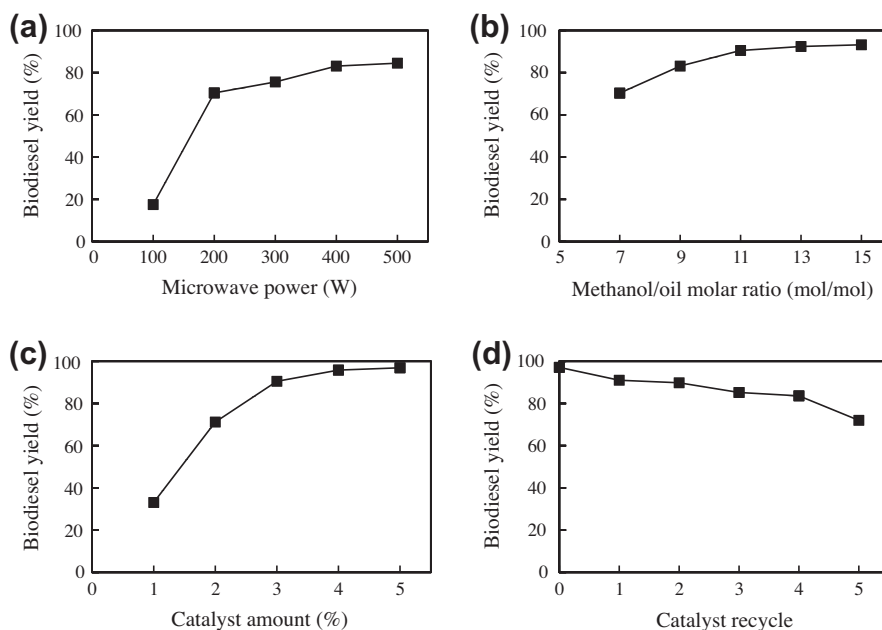 (a)
Biodiesel yield (%)
100
80
60
40
20
0
0 100 200 300 400 500
Microwave power (W)
(b)
Biodiesel yield (%)
100
80
60
40
20
0
5 7 9 11 13 15
Methanol/oil molar ratio (mol/mol)
(c)
Biodiesel yield (%)
100
80
60
40
20
0
0 1 2 3 4 5
Catalyst amount (%)
(d)
Biodiesel yield (%)
100
80
60
40
20
0
0 1 2 3 4 5
Catalyst recycle